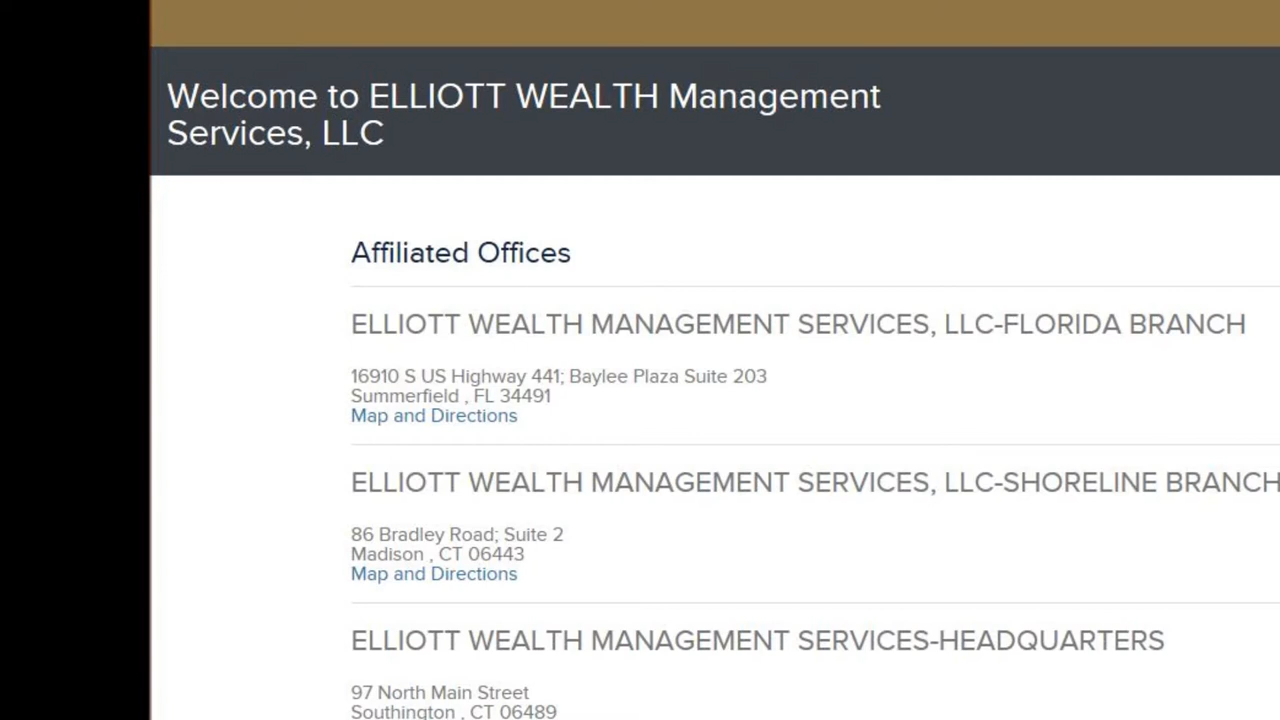 Welcome to ELLIOTT WEALTH Management
Services, LLC
Affiliated Offices
ELLIOTT WEALTH MANAGEMENT SERVICES, LLC-FLORIDA BRANCH
16910 S US Highway 441; Baylee Plaza Suite 203
Summerfield , FL 34491
Map and Directions
ELLIOTT WEALTH MANAGEMENT SERVICES, LLC-SHORELINE BRANCH
86 Bradley Road; Suite 2
Madison , CT 06443
Map and Directions
ELLIOTT WEALTH MANAGEMENT SERVICES-HEADQUARTERS
97 North Main Street
Southington , CT 06489